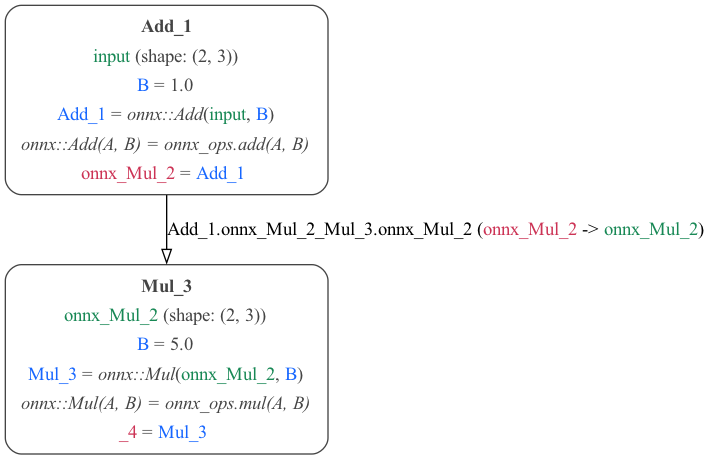 Add_1
input (shape: (2, 3))
B = 1.0
Add_1 = onnx::Add(input, B)
onnx::Add(A, B) = onnx_ops.add(A, B)
onnx_Mul_2 = Add_1
Add_1.onnx_Mul_2_Mul_3.onnx_Mul_2 (onnx_Mul_2 -> onnx_Mul_2)
Mul_3
onnx_Mul_2 (shape: (2, 3))
B = 5.0
Mul_3 = onnx::Mul(onnx_Mul_2, B)
onnx::Mul(A, B) = onnx_ops.mul(A, B)
_4 = Mul_3